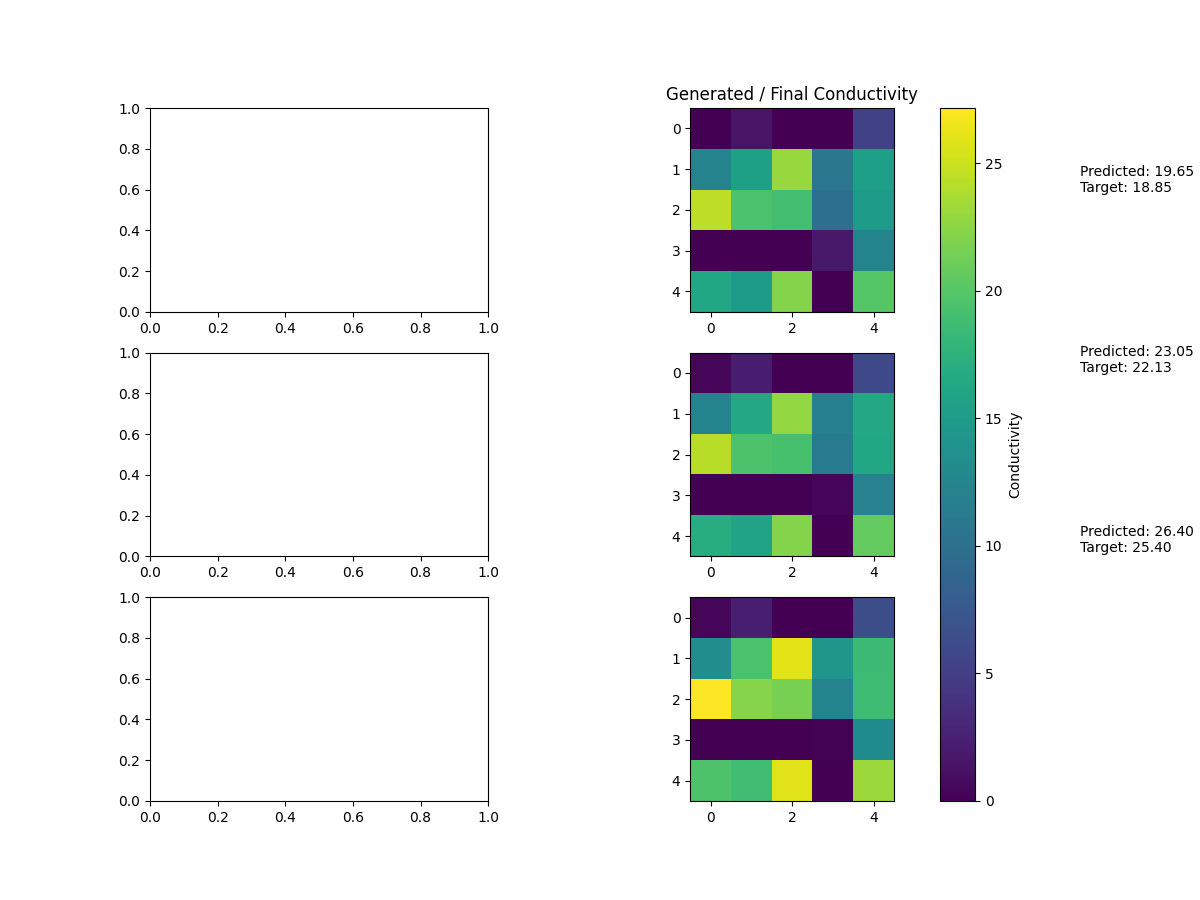 Generated / Final Conductivity
1.0
0.8
0.6
0.4
0.2
0.0
0.0 0.2 0.4 0.6 0.8 1.0
0
1
2
3
4
0 2 4
1.0
0.8
0.6
0.4
0.2
0.0
0.0 0.2 0.4 0.6 0.8 1.0
0
1
2
3
4
0 2 4
1.0
0.8
0.6
0.4
0.2
0.0
0.0 0.2 0.4 0.6 0.8 1.0
0
1
2
3
4
0 2 4
25
20
15
10
5
0
Conductivity
Predicted: 19.65
Target: 18.85
Predicted: 23.05
Target: 22.13
Predicted: 26.40
Target: 25.40